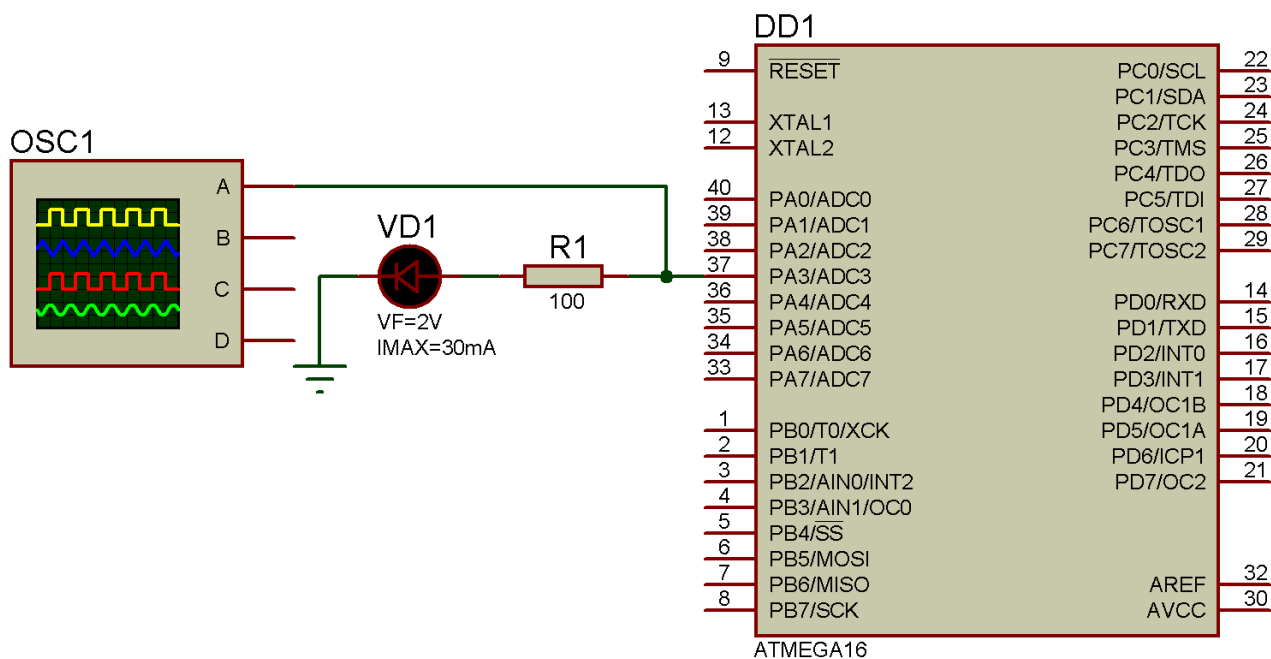 OSC1
A
B
C
D
VD1
VF=2V
IMAX=30mA
R1
100
DD1
9 RESET
13 XTAL1
12 XTAL2
40 PA0/ADC0
39 PA1/ADC1
38 PA2/ADC2
37 PA3/ADC3
36 PA4/ADC4
35 PA5/ADC5
34 PA6/ADC6
33 PA7/ADC7
1 PB0/T0/XCK
2 PB1/T1
3 PB2/AIN0/INT2
4 PB3/AIN1/OC0
5 PB4/SS
6 PB5/MOSI
7 PB6/MISO
8 PB7/SCK
PC0/SCL 22
PC1/SDA 23
PC2/TCK 24
PC3/TMS 25
PC4/TDO 26
PC5/TDI 27
PC6/TOSC1 28
PC7/TOSC2 29
PD0/RXD 14
PD1/TXD 15
PD2/INT0 16
PD3/INT1 17
PD4/OC1B 18
PD5/OC1A 19
PD6/ICP1 20
PD7/OC2 21
AREF 32
AVCC 30
ATMEGA16